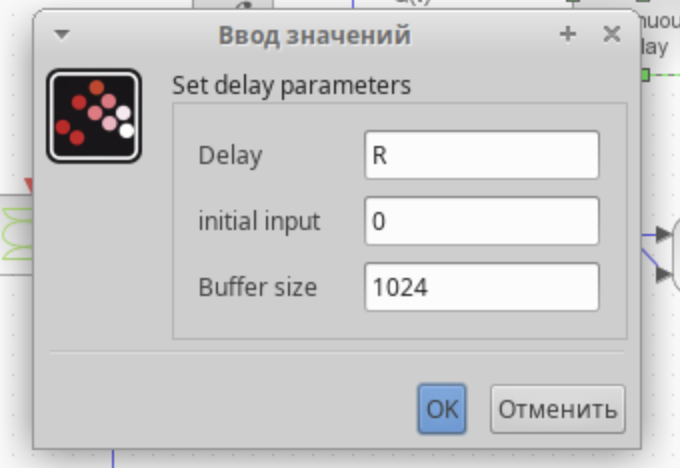 Ввод значений
Set delay parameters
Delay R
initial input 0
Buffer size 1024
OK Отменить